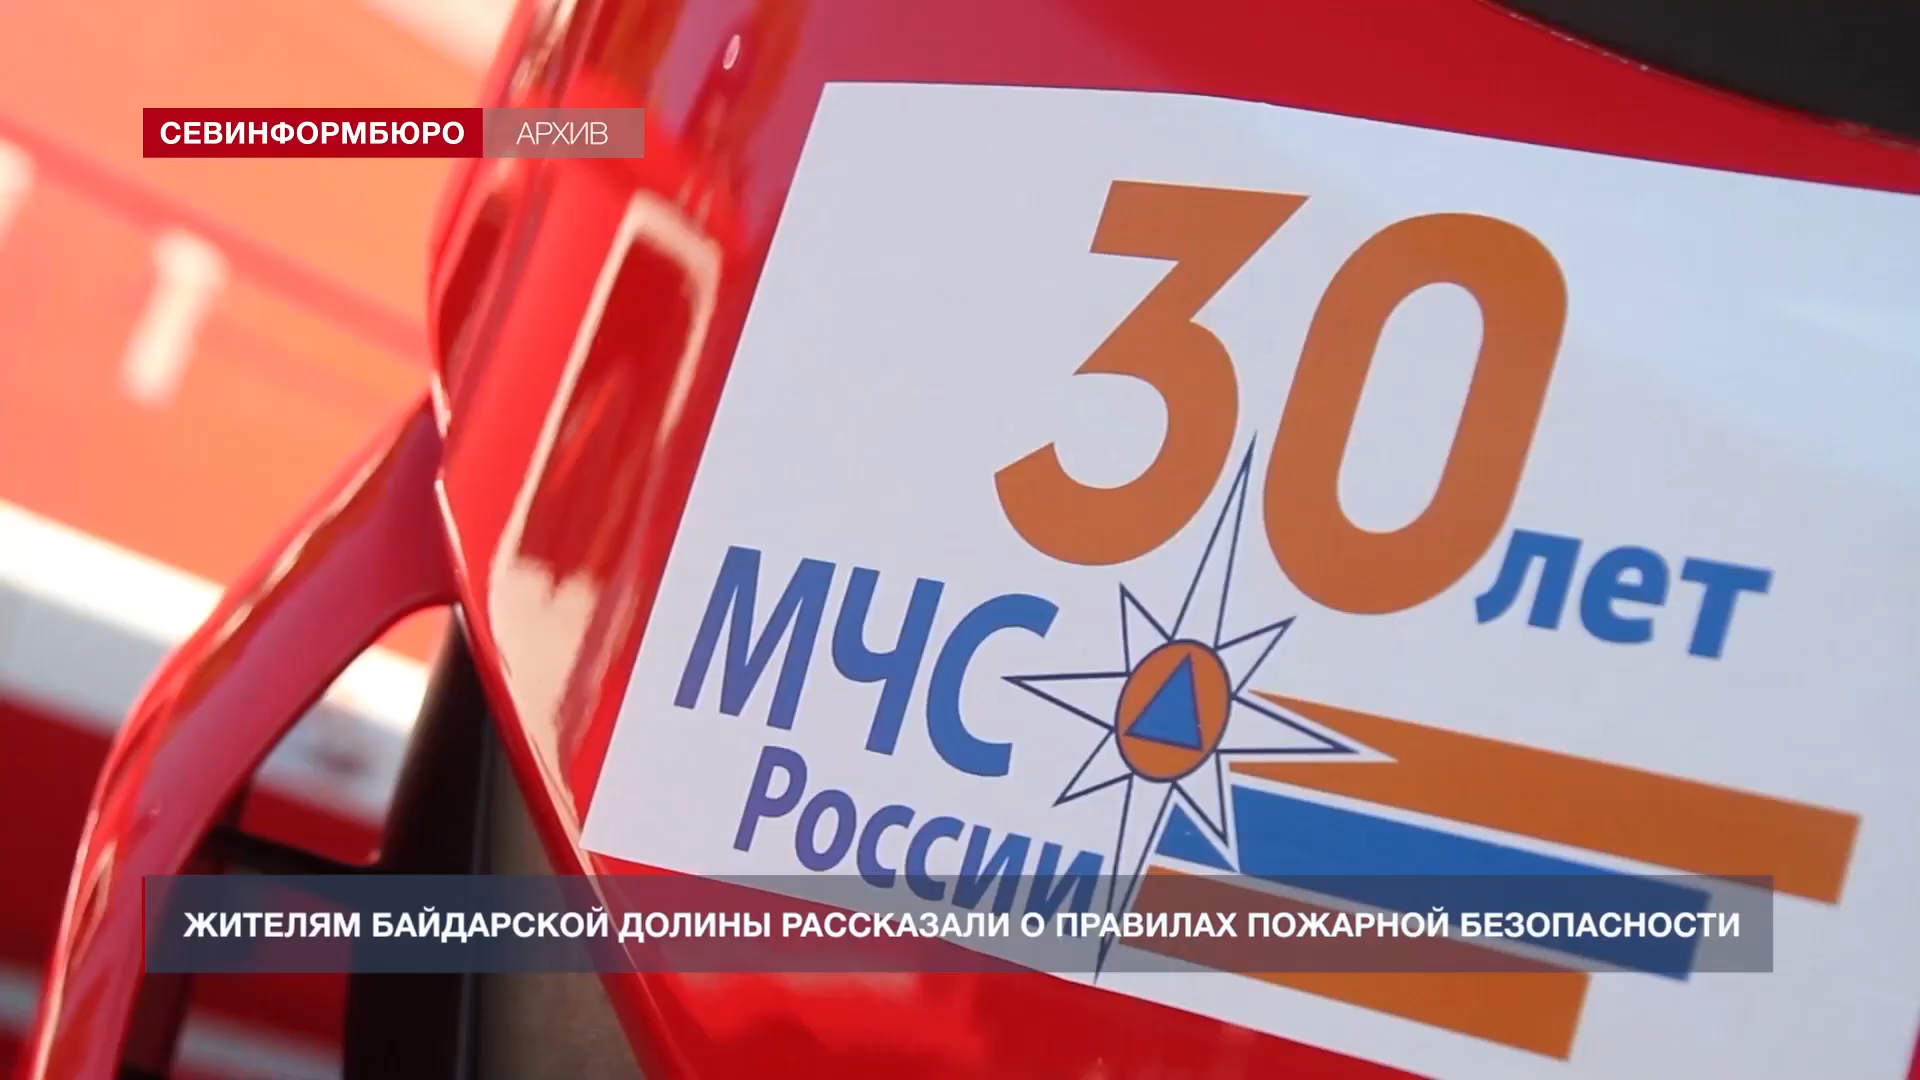 СЕВИНФОРМБЮРО АРХИВ
30 лет
МЧС
России
ЖИТЕЛЯМ БАЙДАРСКОЙ ДОЛИНЫ РАССКАЗАЛИ О ПРАВИЛАХ ПОЖАРНОЙ БЕЗОПАСНОСТИ